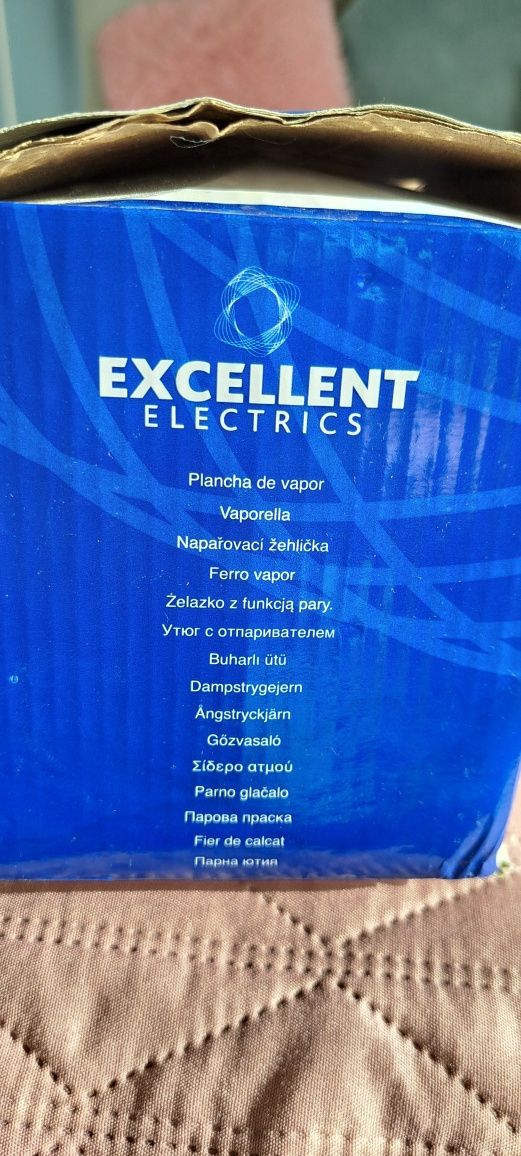 EXCELLENT
ELECTRICS
Plancha de vapor
Vaporella
Napařovací žehlička
Ferro vapor
Żelazko z funkcją pary.
Утюг с отпаривателем
Buharlı ütü
Dampstrygejern
Ångstryckjärn
Gőzvasaló
Σίδερο ατμού
Parno glačalo
Парова праска
Fier de calcat
Парна ютия